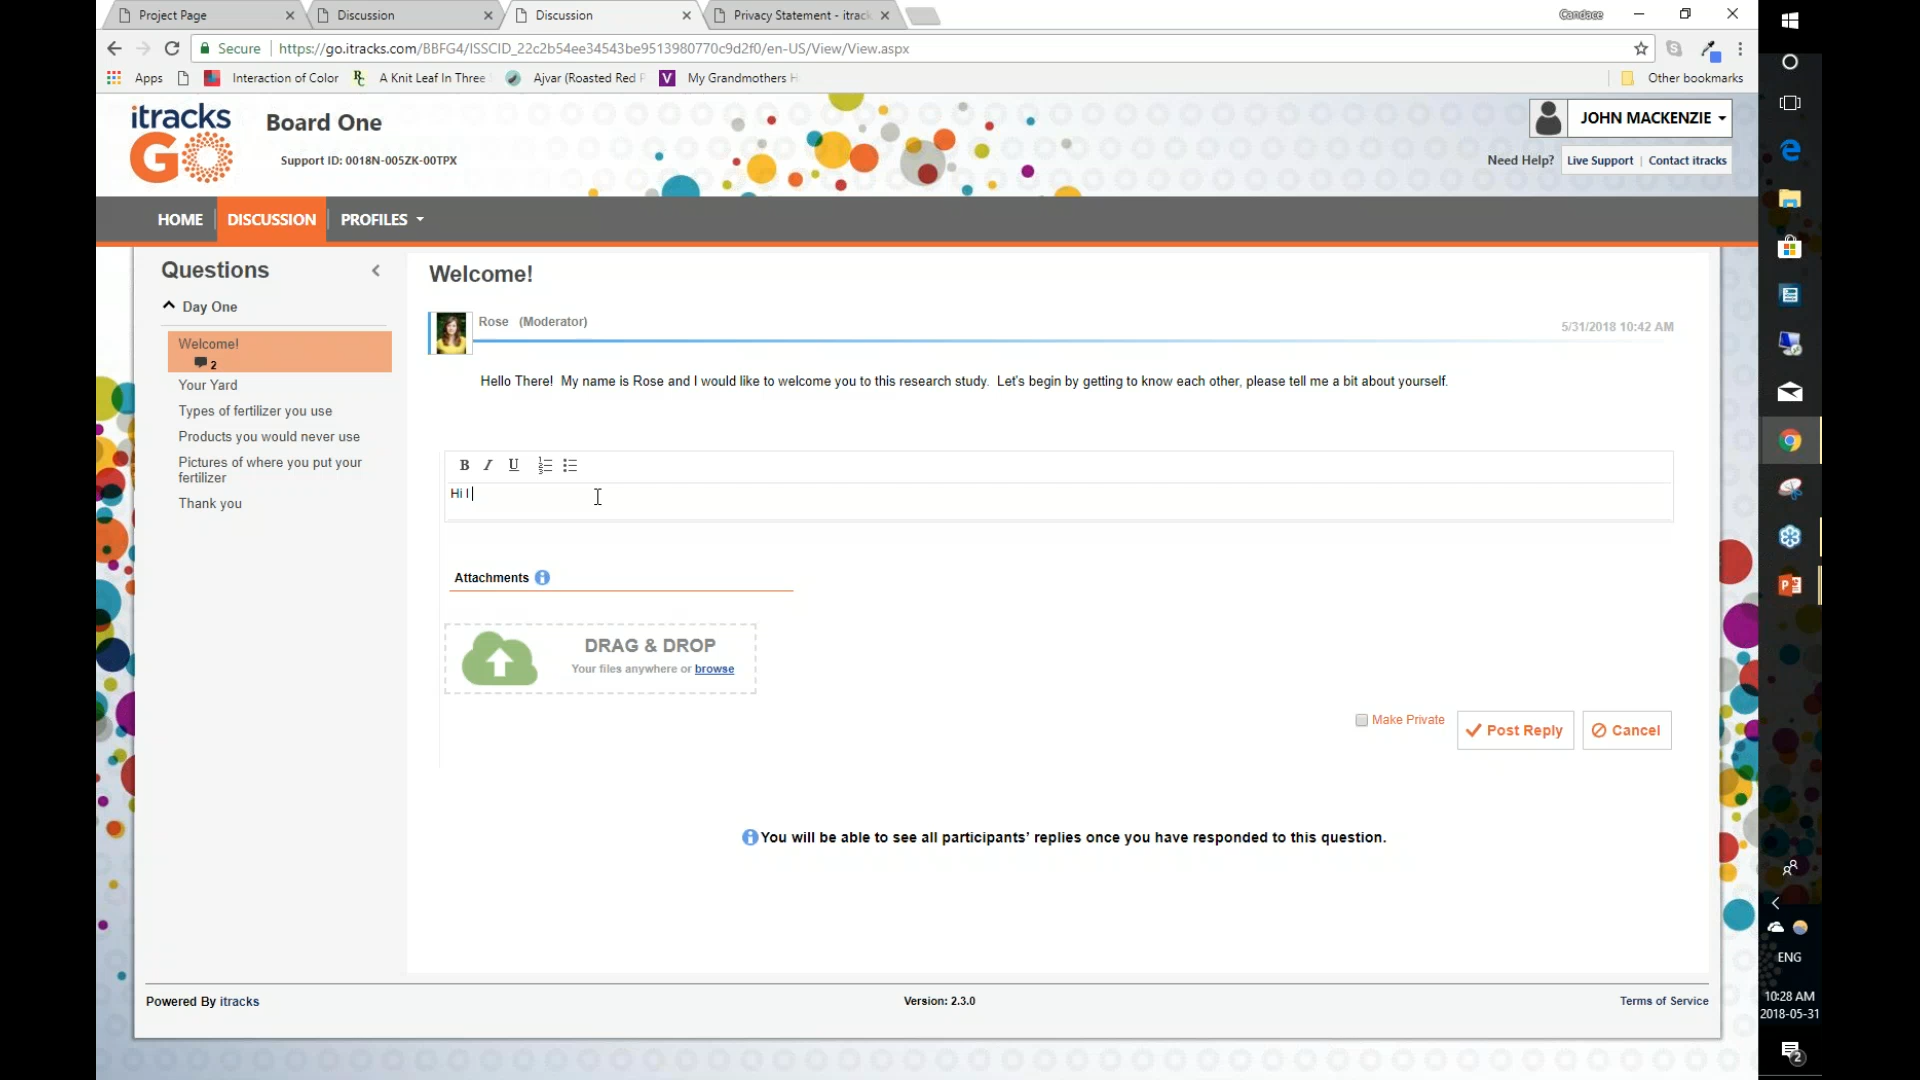 Project Page
Discussion
Discussion
Privacy Statement - itrack
Candace
Secure
https://go.itracks.com/BBFG4/ISSCID_22c2b54ee34543be9513980770c9d2f0/en-US/View/View.aspx
Apps
Interaction of Color
A Knit Leaf In Three
Ajvar (Roasted Red P
My Grandmothers H
Other bookmarks
itracks
GO
Board One
Support ID: 0018N-005ZK-00TPX
JOHN MACKENZIE
Need Help?
Live Support | Contact itracks
HOME
DISCUSSION
PROFILES
Questions
Day One
Welcome!
2
Your Yard
Types of fertilizer you use
Products you would never use
Pictures of where you put your
fertilizer
Thank you
Welcome!
Rose (Moderator)
5/31/2018 10:42 AM
Hello There! My name is Rose and I would like to welcome you to this research study. Let's begin by getting to know each other, please tell me a bit about yourself.
B I U
Hi I
Attachments
DRAG & DROP
Your files anywhere or browse
Make Private
Post Reply
Cancel
You will be able to see all participants' replies once you have responded to this question.
Powered By itracks
Version: 2.3.0
Terms of Service
ENG
10:28 AM
2018-05-31
2